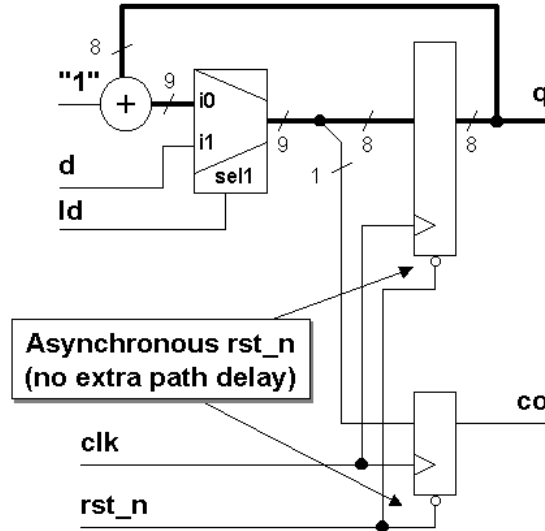 8
"1"
+
9
i0
i1
sel1
9
1
8
8
q
d
ld
Asynchronous rst_n
(no extra path delay)
co
clk
rst_n